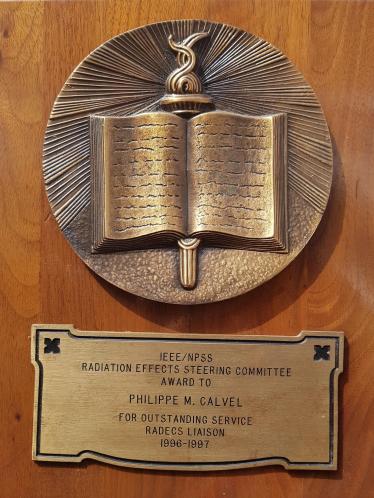 IEEE/NPSS
RADIATION EFFECTS STEERING COMMITTEE
AWARD TO
PHILIPPE M. CALVEL
FOR OUTSTANDING SERVICE
RADECS LIAISON
1996-1997